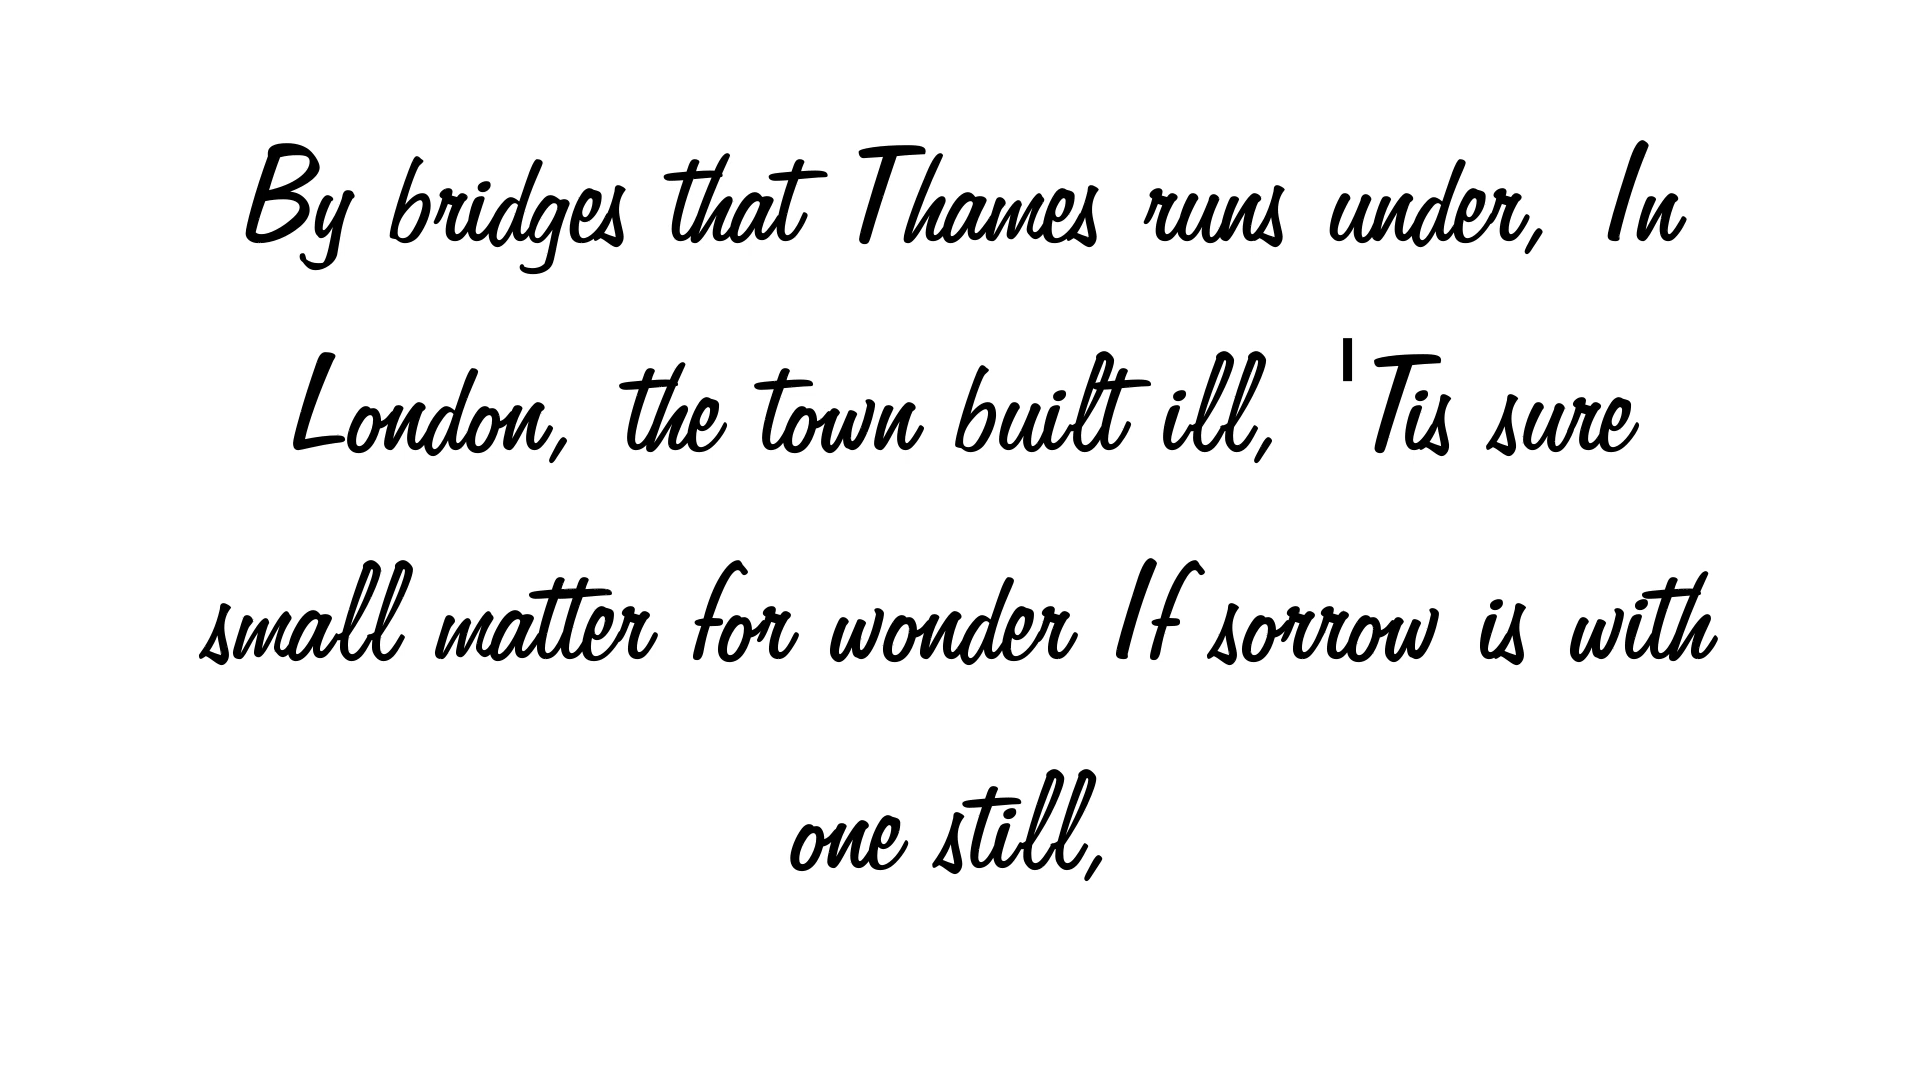 By bridges that Thames runs under, In
London, the town built ill, 'Tis sure
small matter for wonder If sorrow is with
one still,